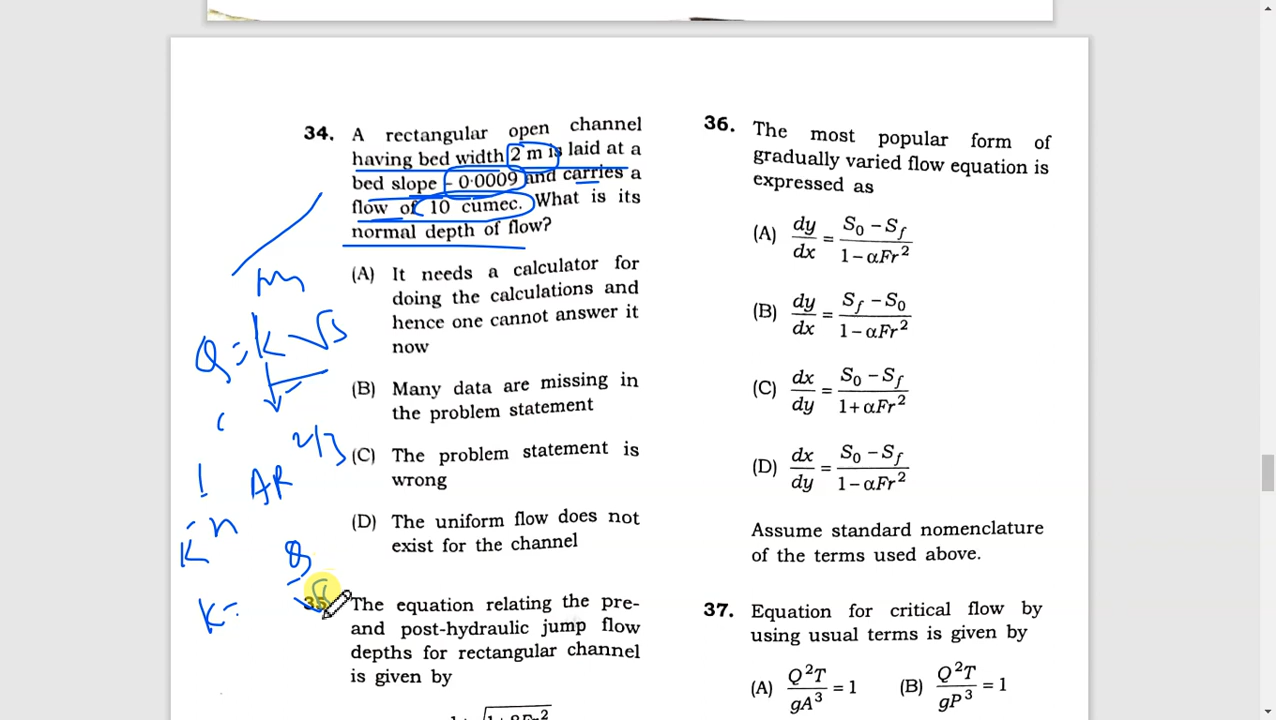 34. A rectangular open channel
having bed width 2 m is laid at a
bed slope - 0·0009 and carries a
flow of 10 cumec. What is its
normal depth of flow?
(A) It needs a calculator for
doing the calculations and
hence one cannot answer it
now
(B) Many data are missing in
the problem statement
(C) The problem statement is
wrong
(D) The uniform flow does not
exist for the channel
35. The equation relating the pre-
and post-hydraulic jump flow
depths for rectangular channel
is given by
m
Q = k √s
AR 2/3
1
n
K
Q
K =
36. The most popular form of
gradually varied flow equation is
expressed as
(A) dy/dx = (S₀ − S_f)/(1 − αFr²)
(B) dy/dx = (S_f − S₀)/(1 − αFr²)
(C) dx/dy = (S₀ − S_f)/(1 + αFr²)
(D) dx/dy = (S₀ − S_f)/(1 − αFr²)
Assume standard nomenclature
of the terms used above.
37. Equation for critical flow by
using usual terms is given by
(A) Q²T/gA³ = 1 (B) Q²T/gP³ = 1